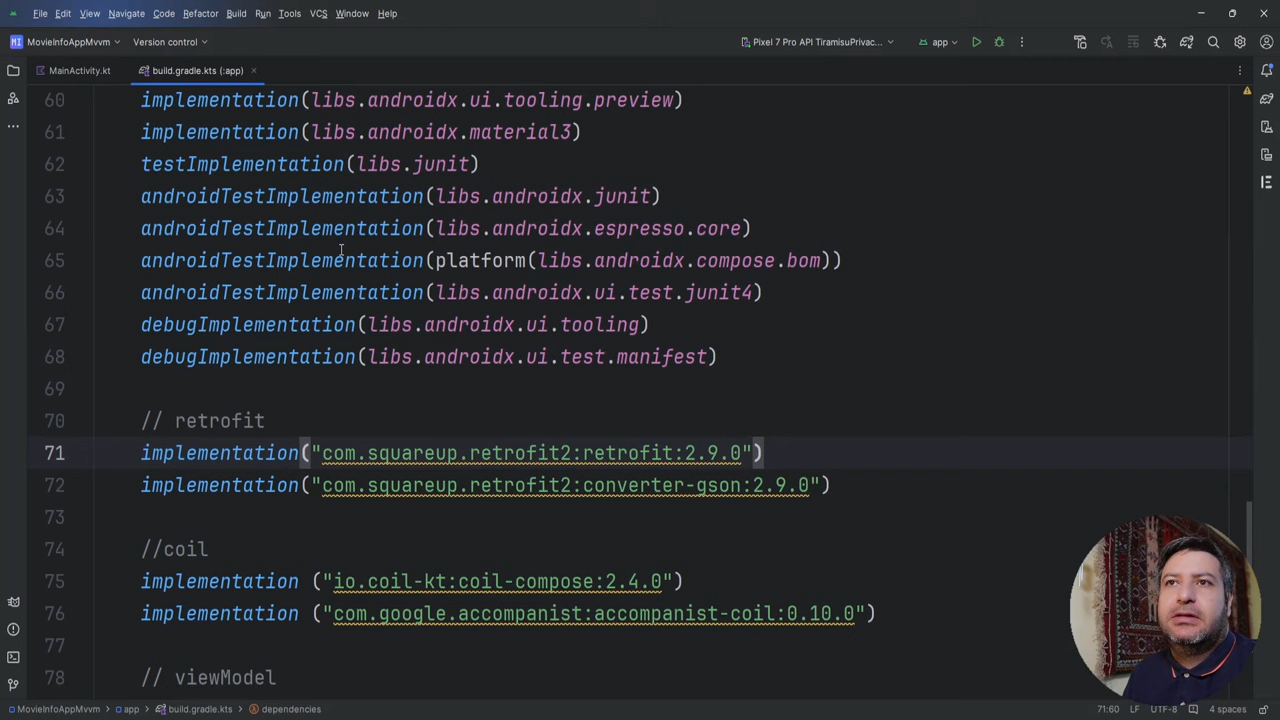 File Edit View Navigate Code Refactor Build Run Tools VCS Window Help
MI MovieInfoAppMvvm Version control Pixel 7 Pro API TiramisuPrivac... app
MainActivity.kt build.gradle.kts (:app)
60 implementation(libs.androidx.ui.tooling.preview)
61 implementation(libs.androidx.material3)
62 testImplementation(libs.junit)
63 androidTestImplementation(libs.androidx.junit)
64 androidTestImplementation(libs.androidx.espresso.core)
65 androidTestImplementation(platform(libs.androidx.compose.bom))
66 androidTestImplementation(libs.androidx.ui.test.junit4)
67 debugImplementation(libs.androidx.ui.tooling)
68 debugImplementation(libs.androidx.ui.test.manifest)
69
70 // retrofit
71 implementation("com.squareup.retrofit2:retrofit:2.9.0")
72 implementation("com.squareup.retrofit2:converter-gson:2.9.0")
73
74 //coil
75 implementation ("io.coil-kt:coil-compose:2.4.0")
76 implementation ("com.google.accompanist:accompanist-coil:0.10.0")
77
78 // viewModel
MovieInfoAppMvvm app build.gradle.kts dependencies 71:60 LF UTF-8 4 spaces